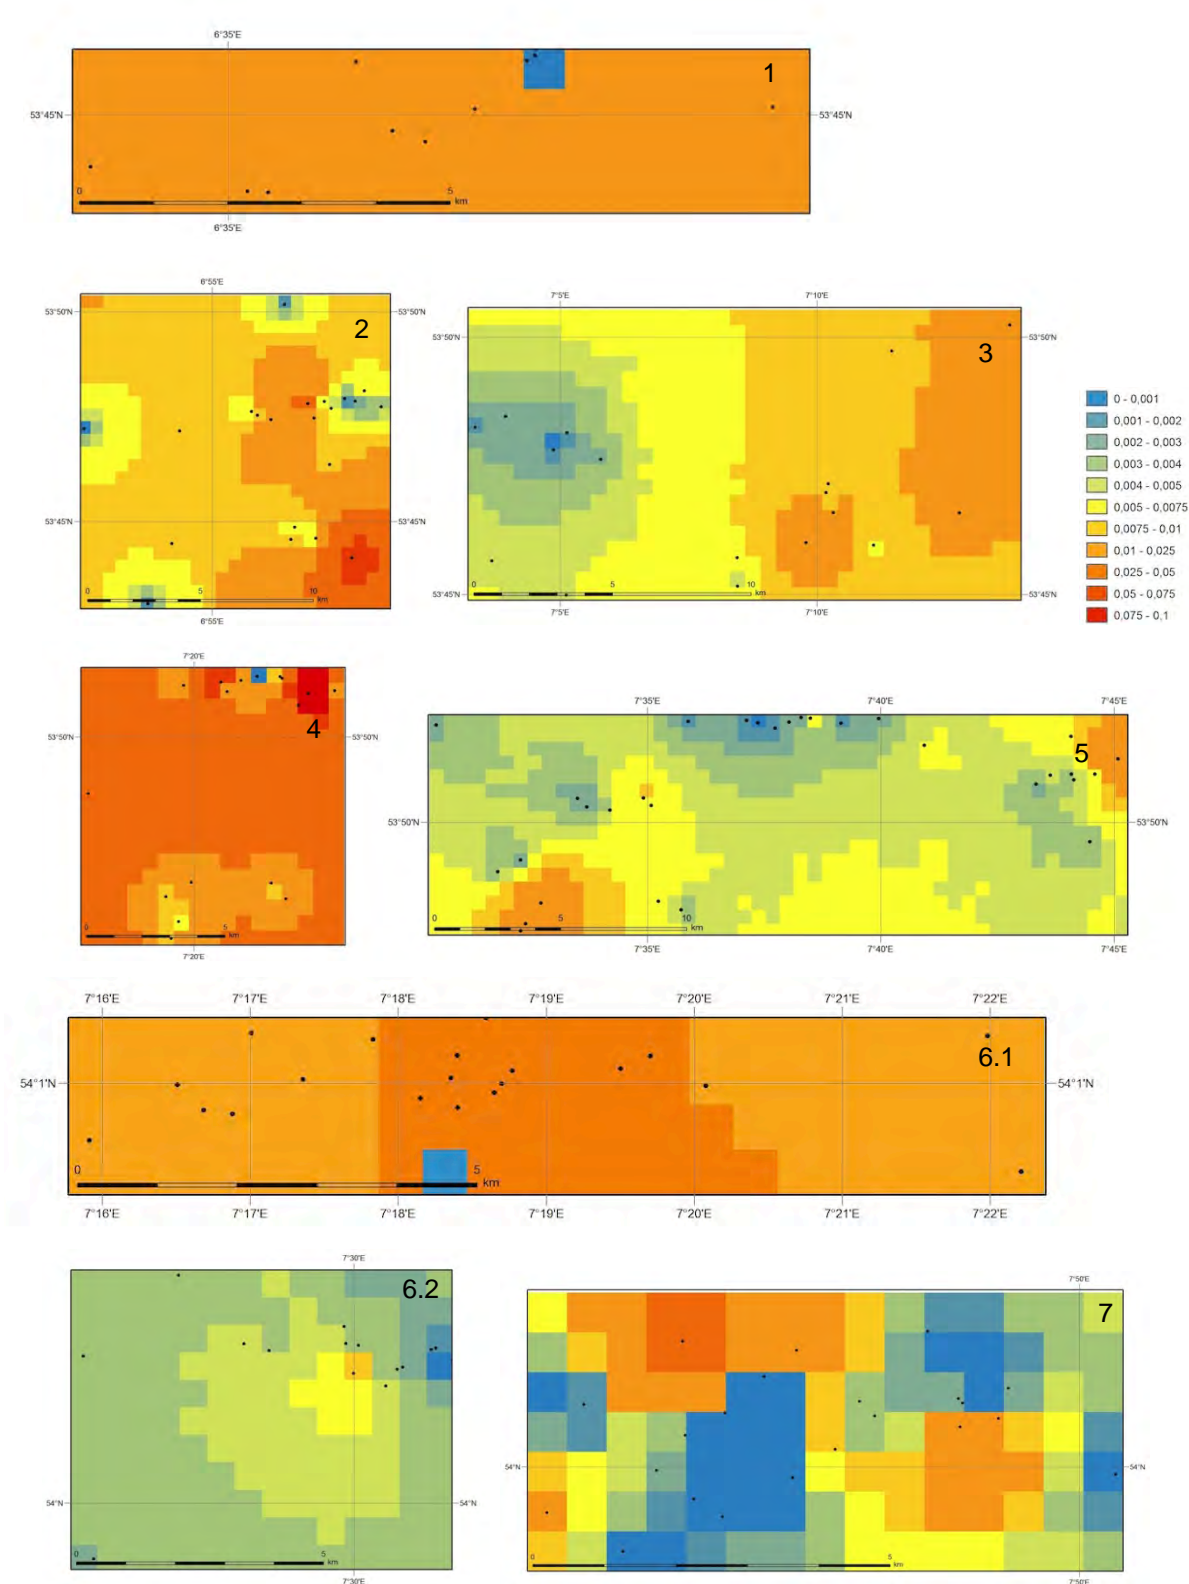 6°35'E
1
53°45'N
53°45'N
0 5
km
6°35'E
6°55'E
53°50'N
2
53°50'N
53°45'N
53°45'N
0 5 10
km
6°55'E
7°5'E 7°10'E
53°50'N
53°50'N
3
53°45'N
53°45'N
0 5 10
km
7°5'E 7°10'E
0 - 0,001
0,001 - 0,002
0,002 - 0,003
0,003 - 0,004
0,004 - 0,005
0,005 - 0,0075
0,0075 - 0,01
0,01 - 0,025
0,025 - 0,05
0,05 - 0,075
0,075 - 0,1
7°20'E
4
53°50'N
53°50'N
0 5
km
7°20'E
7°35'E 7°40'E 7°45'E
5
53°50'N
53°50'N
0 5 10
km
7°35'E 7°40'E 7°45'E
7°16'E 7°17'E 7°18'E 7°19'E 7°20'E 7°21'E 7°22'E
6.1
54°1'N
54°1'N
0 5
km
7°16'E 7°17'E 7°18'E 7°19'E 7°20'E 7°21'E 7°22'E
7°30'E
6.2
54°N
54°N
0 5
km
7°30'E
7°50'E
7
54°N
54°N
0 5
km
7°50'E